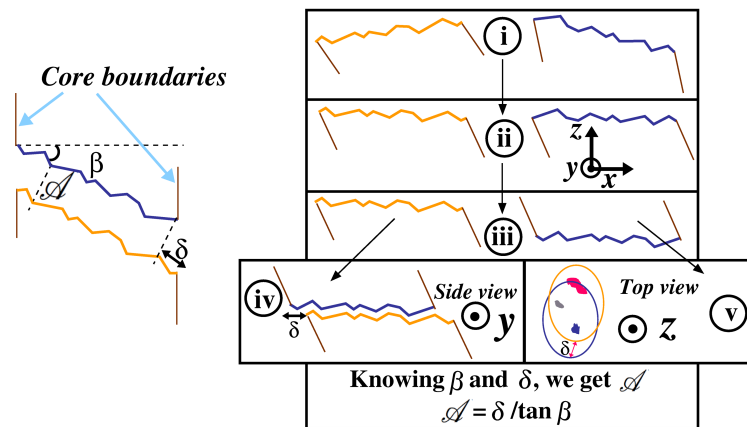 Core boundaries
β
𝒜
δ
i
ii
z
y
x
iii
iv
Side view
y
δ
Top view
z
v
δ
Knowing β and δ, we get 𝒜
𝒜 = δ /tan β